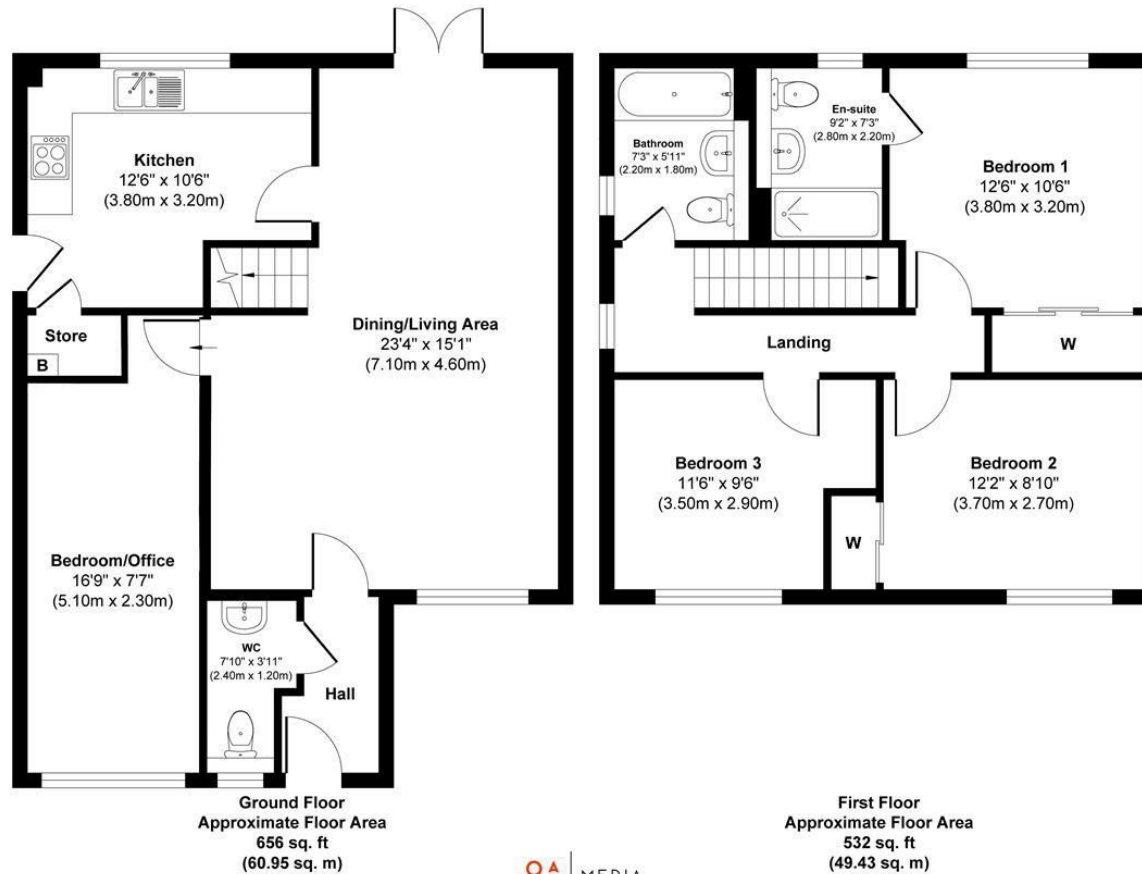 Kitchen
12'6" x 10'6"
(3.80m x 3.20m)
Store
B
Dining/Living Area
23'4" x 15'1"
(7.10m x 4.60m)
Bedroom/Office
16'9" x 7'7"
(5.10m x 2.30m)
WC
7'10" x 3'11"
(2.40m x 1.20m)
Hall
Ground Floor
Approximate Floor Area
656 sq. ft
(60.95 sq. m)
Bathroom
7'3" x 5'11"
(2.20m x 1.80m)
En-suite
9'2" x 7'3"
(2.80m x 2.20m)
Bedroom 1
12'6" x 10'6"
(3.80m x 3.20m)
Landing
W
Bedroom 3
11'6" x 9'6"
(3.50m x 2.90m)
W
Bedroom 2
12'2" x 8'10"
(3.70m x 2.70m)
First Floor
Approximate Floor Area
532 sq. ft
(49.43 sq. m)
MEDIA